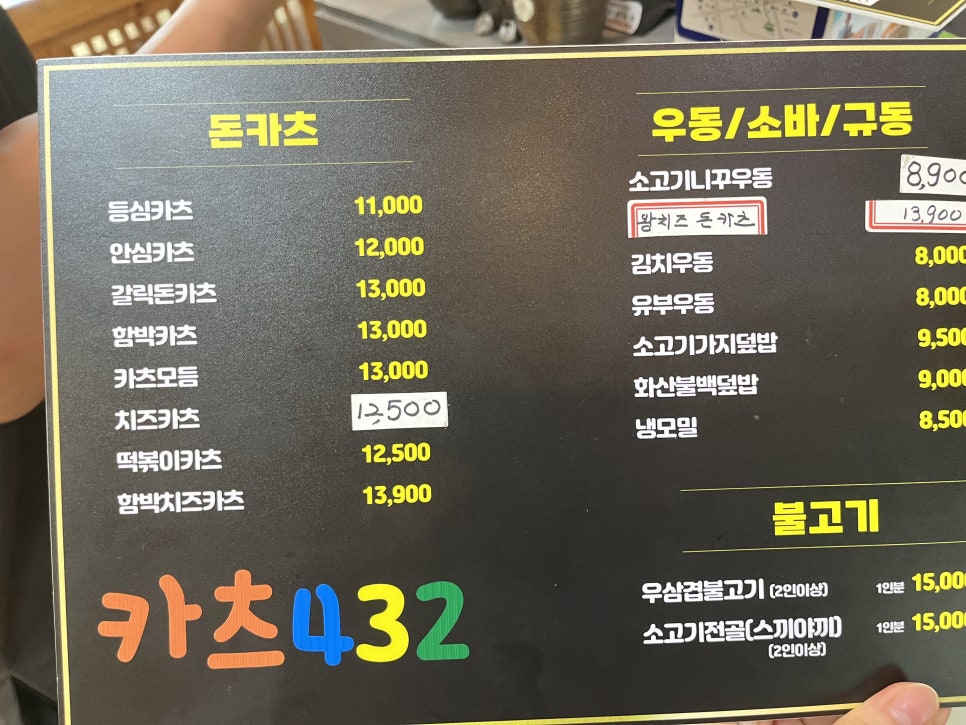 돈카츠
등심카츠 11,000
안심카츠 12,000
갈릭돈카츠 13,000
함박카츠 13,000
카츠모듬 13,000
치즈카츠 12,500
떡볶이카츠 12,500
함박치즈카츠 13,900
카츠432
우동/소바/규동
소고기니꾸우동 8,900
왕치즈 돈카츠 13,900
김치우동 8,000
유부우동 8,000
소고기가지덮밥 9,500
화산불백덮밥 9,000
냉모밀 8,500
불고기
우삼겹불고기 (2인이상) 1인분 15,000
소고기전골(스끼야끼) 1인분 15,000
(2인이상)